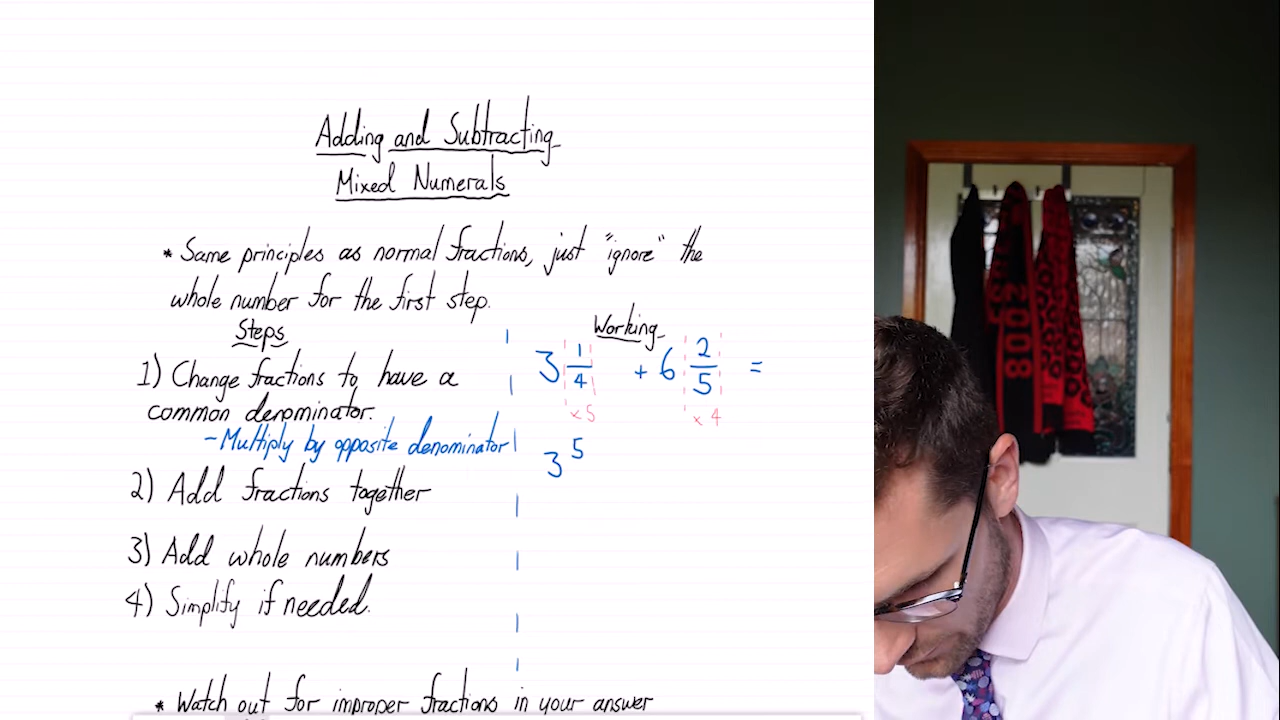 Adding and Subtracting
Mixed Numerals
* Same principles as normal fractions, just "ignore" the
whole number for the first step.
Steps
1) Change fractions to have a
common denominator.
- Multiply by opposite denominator
2) Add fractions together
3) Add whole numbers
4) Simplify if needed.
Working
3 1/4 + 6 2/5 =
×5 ×4
3 5
* Watch out for improper fractions in your answer
2008